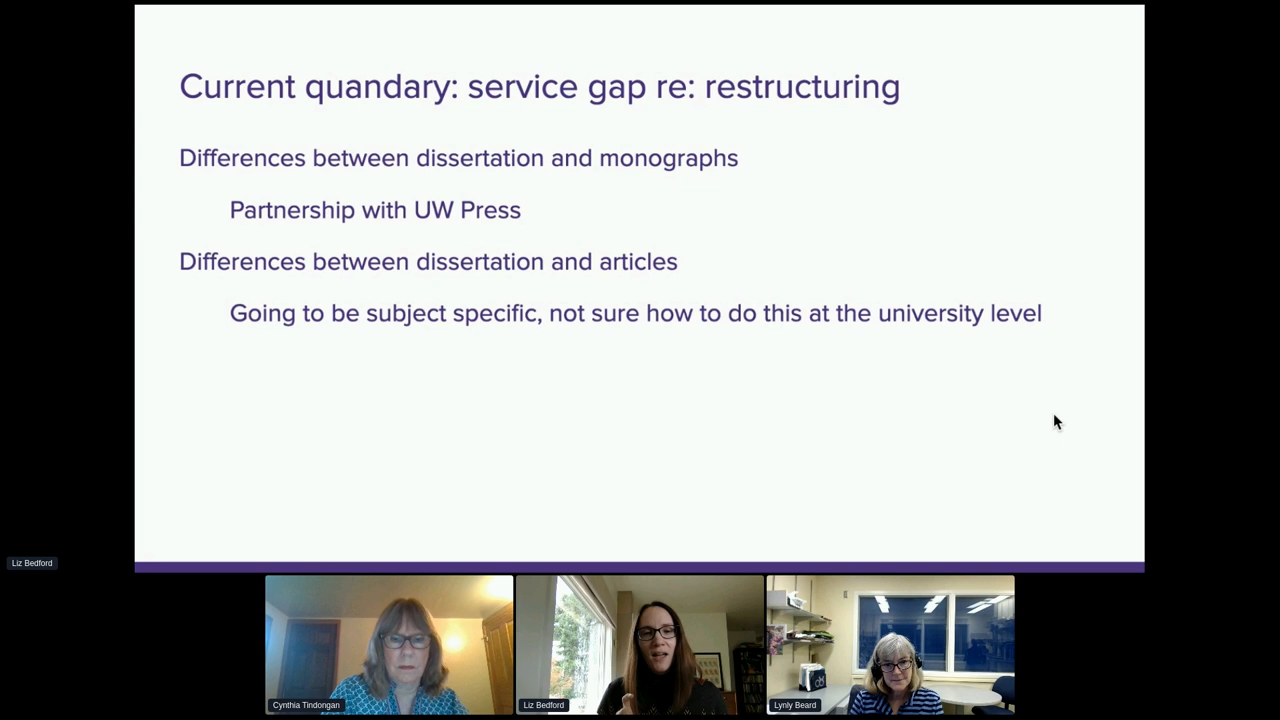 Current quandary: service gap re: restructuring
Differences between dissertation and monographs
Partnership with UW Press
Differences between dissertation and articles
Going to be subject specific, not sure how to do this at the university level
Liz Bedford
Cynthia Tindongan
Liz Bedford
Lynly Beard